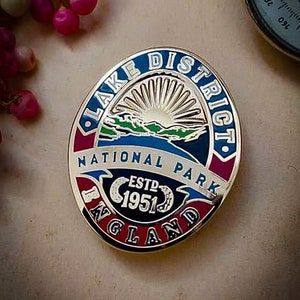 ·LAKE DISTRICT·
NATIONAL PARK
ESTD
1951
ENGLAND